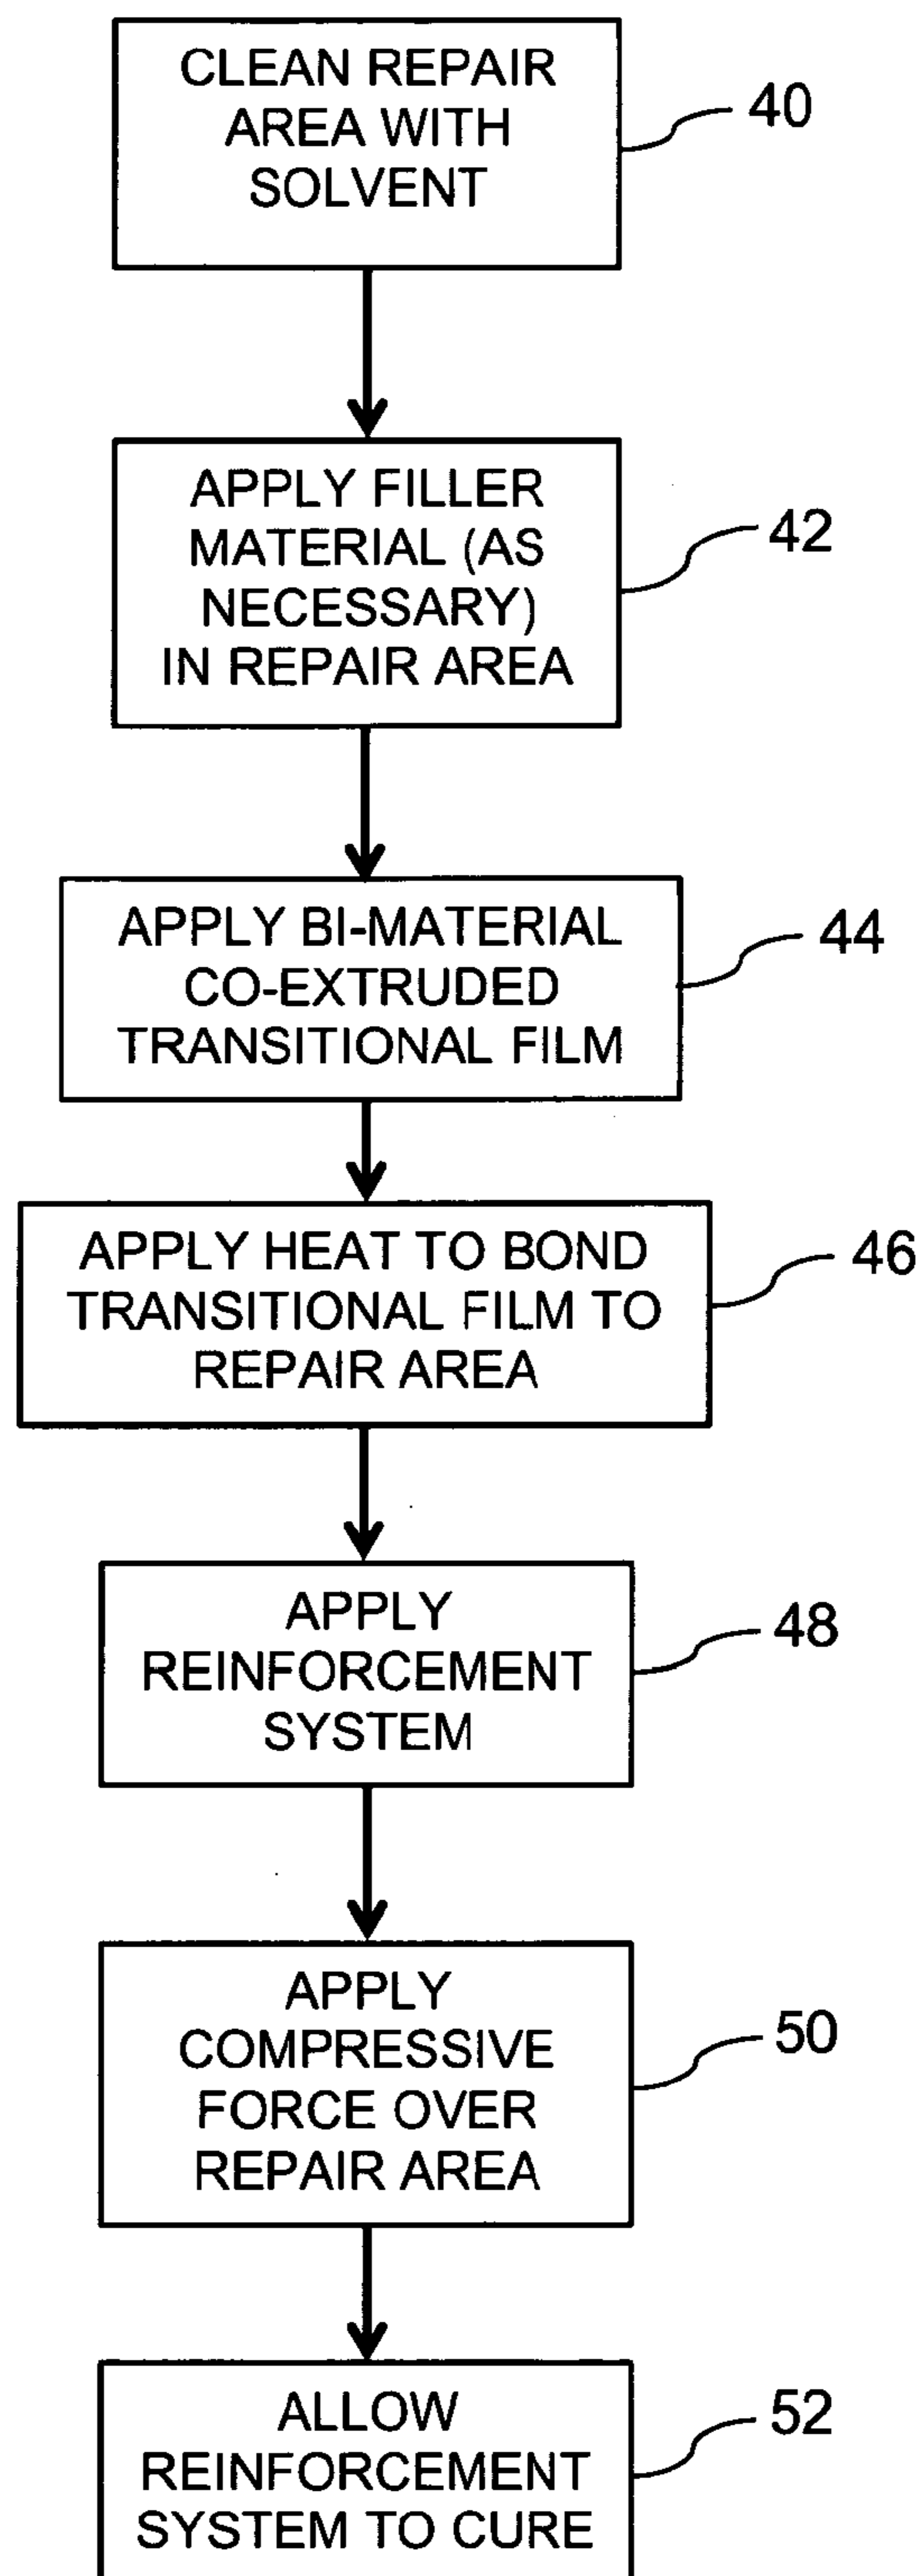 CLEAN REPAIR
AREA WITH
SOLVENT
40
APPLY FILLER
MATERIAL (AS
NECESSARY)
IN REPAIR AREA
42
APPLY BI-MATERIAL
CO-EXTRUDED
TRANSITIONAL FILM
44
APPLY HEAT TO BOND
TRANSITIONAL FILM TO
REPAIR AREA
46
APPLY
REINFORCEMENT
SYSTEM
48
APPLY
COMPRESSIVE
FORCE OVER
REPAIR AREA
50
ALLOW
REINFORCEMENT
SYSTEM TO CURE
52